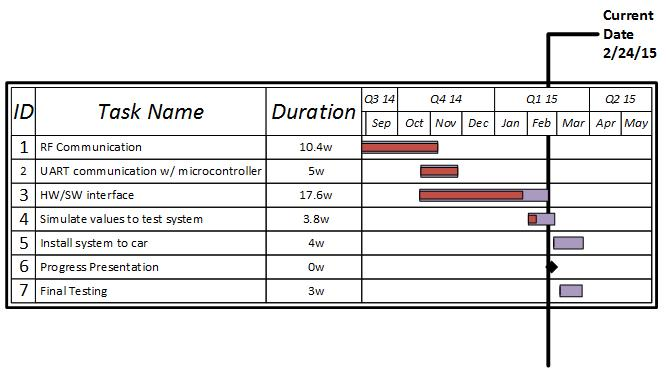 Current
Date
2/24/15
ID Task Name Duration Q3 14 Q4 14 Q1 15 Q2 15
Sep Oct Nov Dec Jan Feb Mar Apr May
1 RF Communication 10.4w
2 UART communication w/ microcontroller 5w
3 HW/SW interface 17.6w
4 Simulate values to test system 3.8w
5 Install system to car 4w
6 Progress Presentation 0w
7 Final Testing 3w